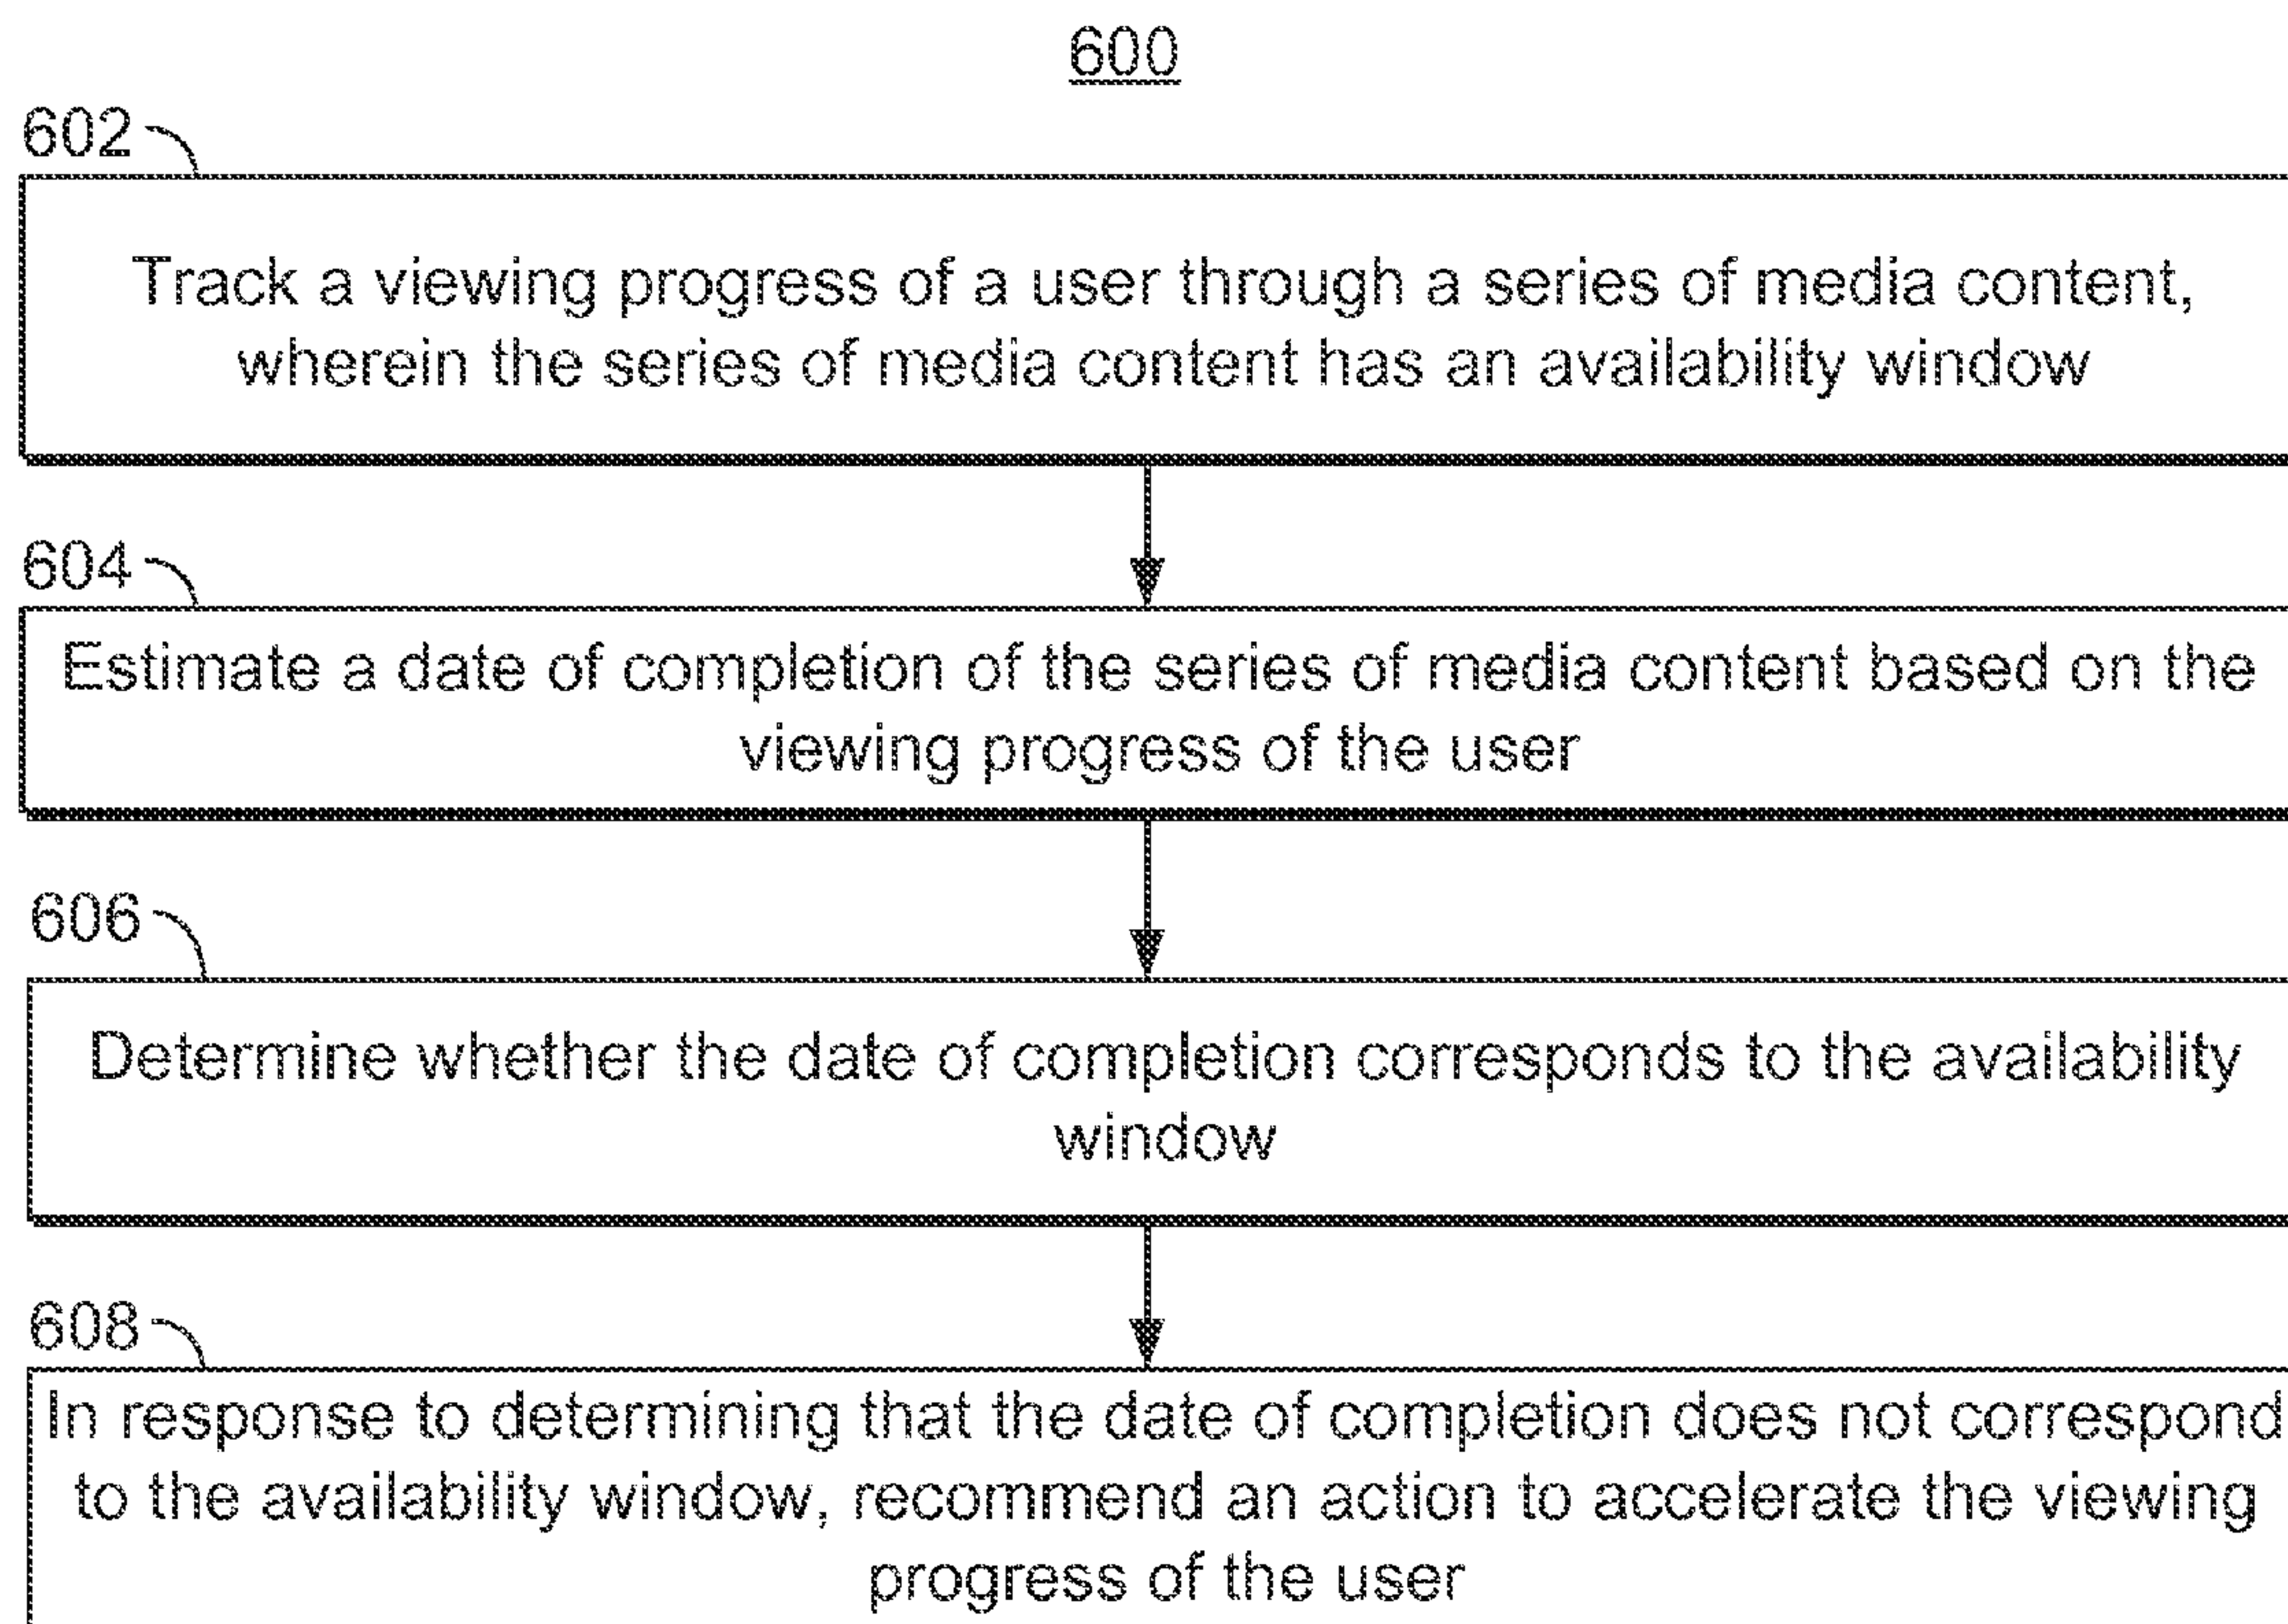 600
602
Track a viewing progress of a user through a series of media content,
wherein the series of media content has an availability window
604
Estimate a date of completion of the series of media content based on the
viewing progress of the user
606
Determine whether the date of completion corresponds to the availability
window
608
In response to determining that the date of completion does not correspond
to the availability window, recommend an action to accelerate the viewing
progress of the user